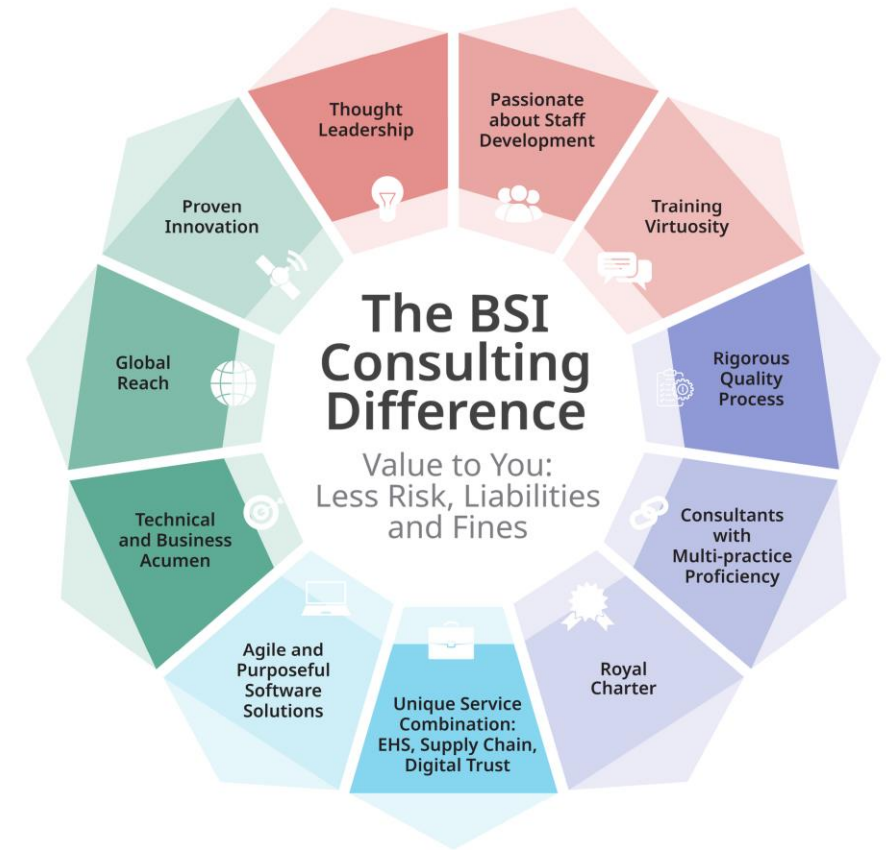 The BSI
Consulting
Difference
Value to You:
Less Risk, Liabilities
and Fines
Thought
Leadership
Passionate
about Staff
Development
Training
Virtuosity
Rigorous
Quality
Process
Consultants
with
Multi-practice
Proficiency
Royal
Charter
Unique Service
Combination:
EHS, Supply Chain,
Digital Trust
Agile and
Purposeful
Software
Solutions
Technical
and Business
Acumen
Global
Reach
Proven
Innovation